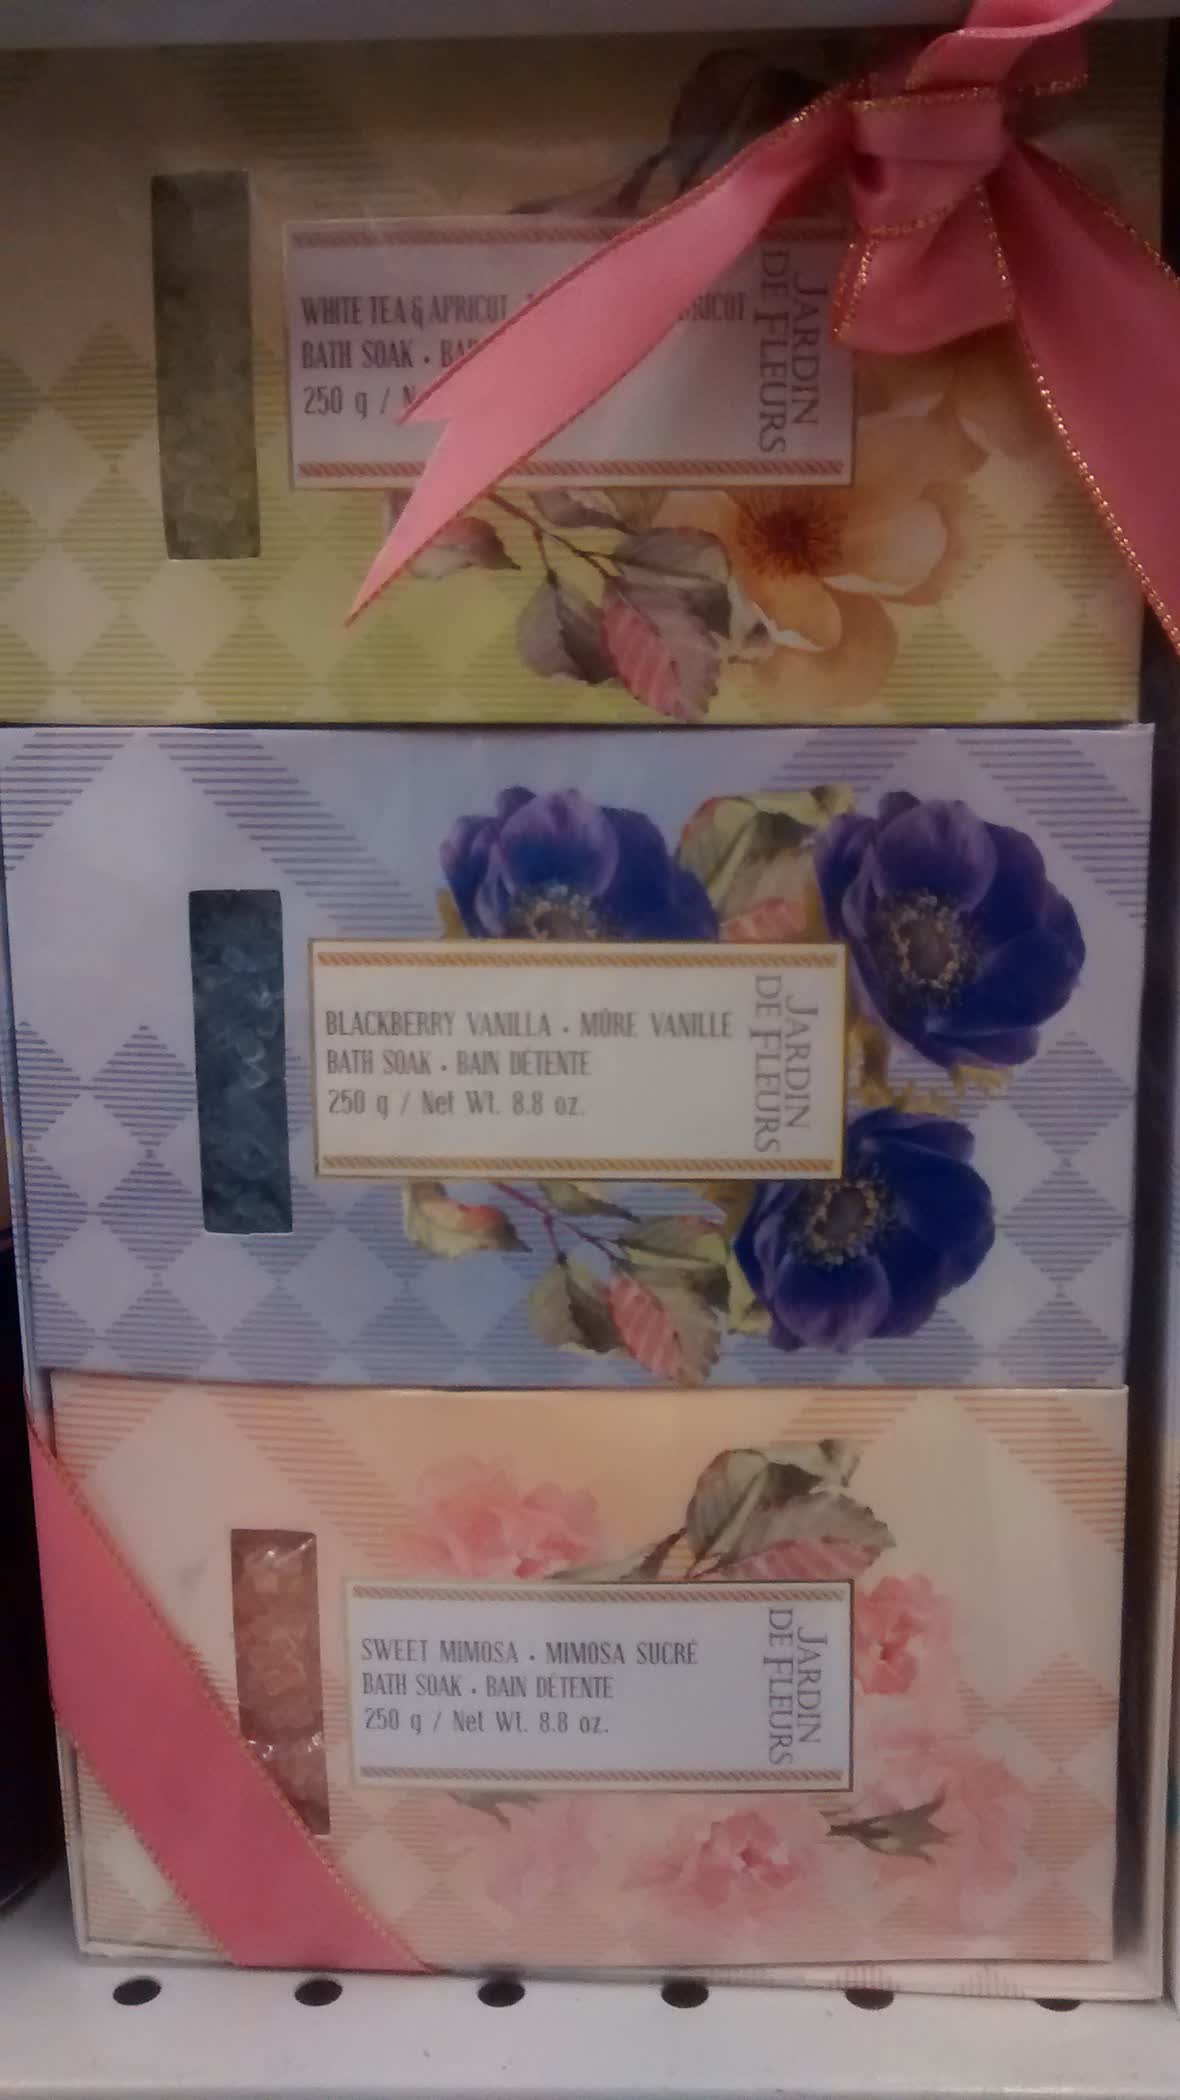 WHITE TEA & APRICOT
BATH SOAK •
250 g /
JARDIN
DE FLEURS
BLACKBERRY VANILLA • MÛRE VANILLE
BATH SOAK • BAIN DÉTENTE
250 g / Net Wt. 8.8 oz.
JARDIN
DE FLEURS
SWEET MIMOSA • MIMOSA SUCRÉ
BATH SOAK • BAIN DÉTENTE
250 g / Net Wt. 8.8 oz.
JARDIN
DE FLEURS